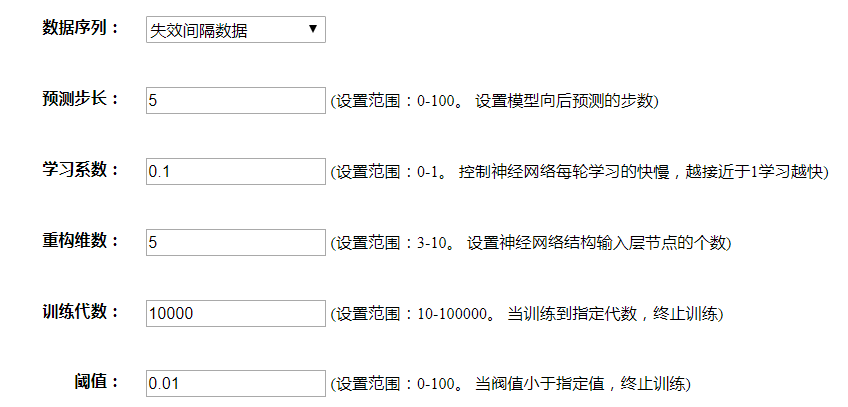 数据序列： 失效间隔数据
预测步长： 5 (设置范围：0-100。 设置模型向后预测的步数)
学习系数： 0.1 (设置范围：0-1。 控制神经网络每轮学习的快慢，越接近于1学习越快)
重构维数： 5 (设置范围：3-10。 设置神经网络结构输入层节点的个数)
训练代数： 10000 (设置范围：10-100000。 当训练到指定代数，终止训练)
阈值： 0.01 (设置范围：0-100。 当阀值小于指定值，终止训练)